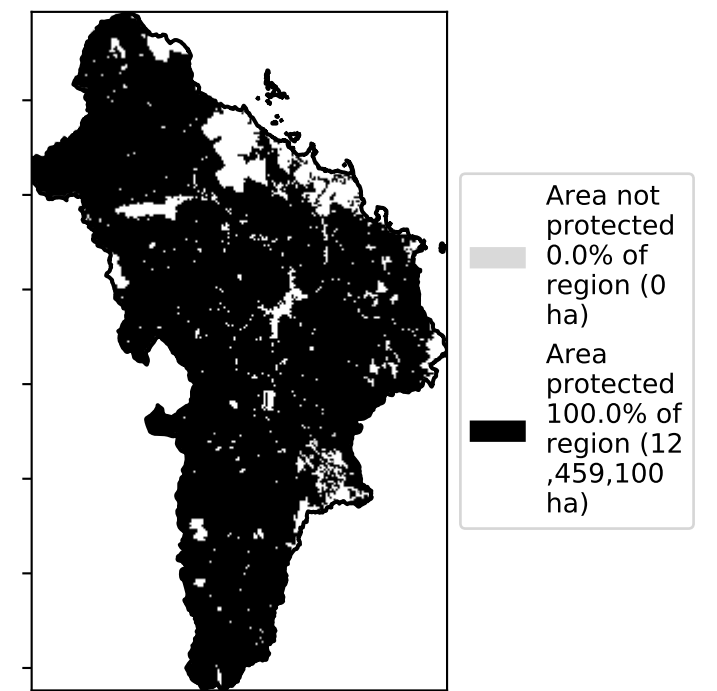 Area not
protected
0.0% of
region (0
ha)
Area
protected
100.0% of
region (12
,459,100
ha)